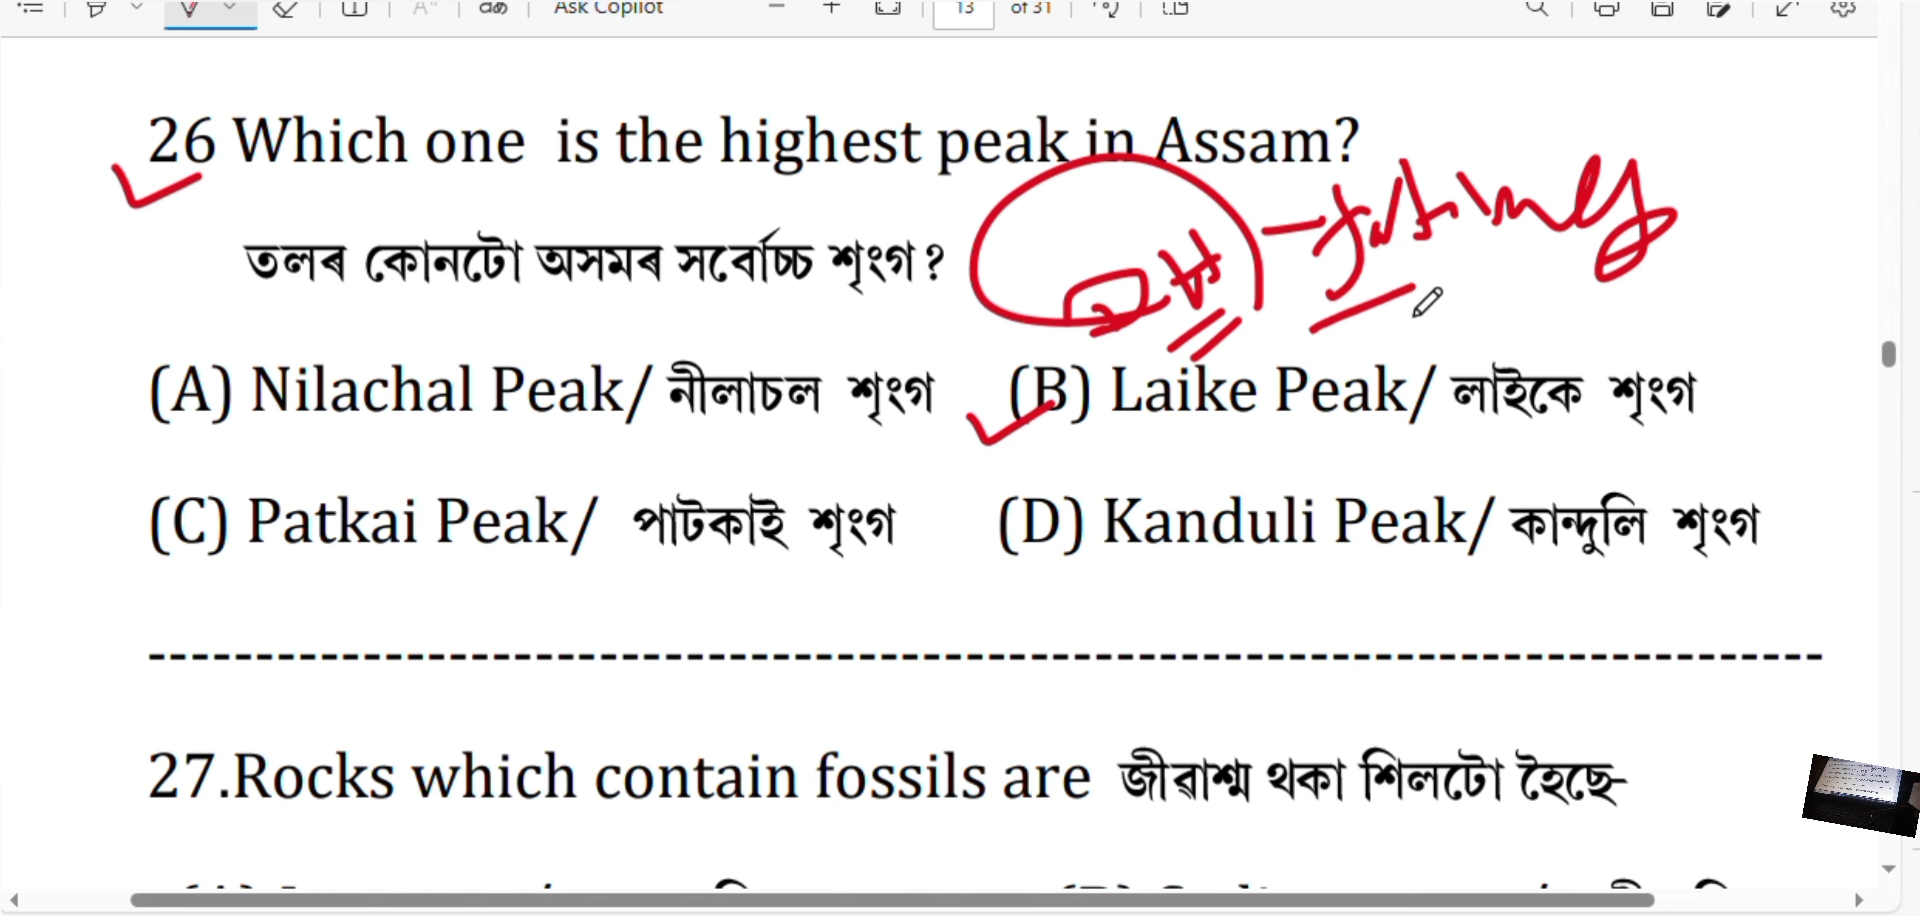 Ask Copilot
13 of 31
26 Which one is the highest peak in Assam?
তলৰ কোনটো অসমৰ সৰ্বোচ্চ শৃংগ?
(A) Nilachal Peak/ নীলাচল শৃংগ (B) Laike Peak/ লাইকে শৃংগ
(C) Patkai Peak/ পাটকাই শৃংগ (D) Kanduli Peak/ কান্দুলি শৃংগ
27.Rocks which contain fossils are জীৱাশ্ম থকা শিলটো হৈছে-